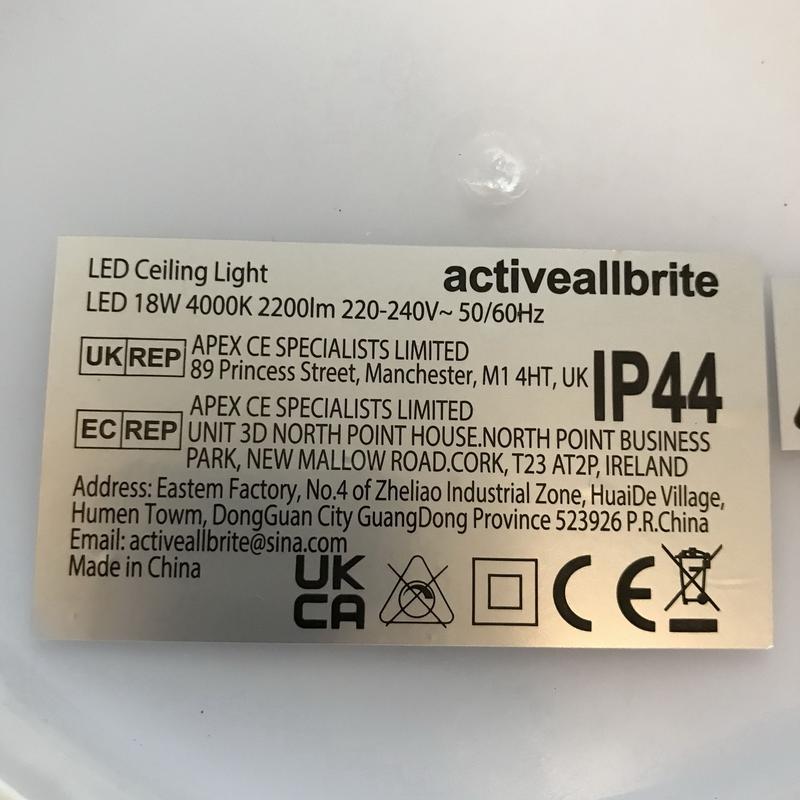 LED Ceiling Light
activeallbrite
LED 18W 4000K 2200lm 220-240V~ 50/60Hz
UK REP
APEX CE SPECIALISTS LIMITED
89 Princess Street, Manchester, M1 4HT, UK
IP44
EC REP
APEX CE SPECIALISTS LIMITED
UNIT 3D NORTH POINT HOUSE.NORTH POINT BUSINESS
PARK, NEW MALLOW ROAD.CORK, T23 AT2P, IRELAND
Address: Eastem Factory, No.4 of Zheliao Industrial Zone, HuaiDe Village,
Humen Towm, DongGuan City GuangDong Province 523926 P.R.China
Email: activeallbrite@sina.com
Made in China
UK
CA
CE